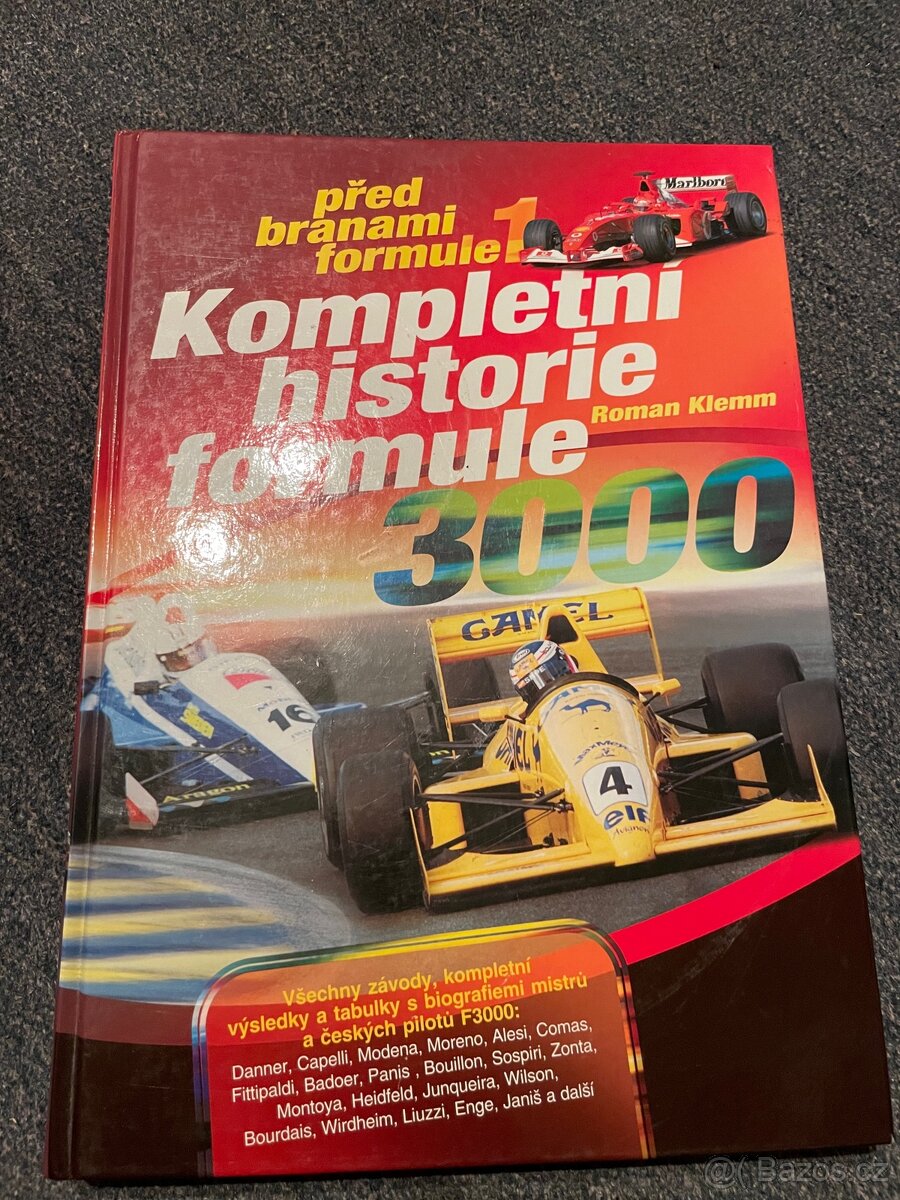 před
branami
formule 1
Marlboro
Kompletní
historie
formule
Roman Klemm
3000
CAMEL
16
Aragon
4
elf
Všechny závody, kompletní
výsledky a tabulky s biografiemi mistrů
a českých pilotů F3000:
Danner, Capelli, Modena, Moreno, Alesi, Comas,
Fittipaldi, Badoer, Panis , Bouillon, Sospiri, Zonta,
Montoya, Heidfeld, Junqueira, Wilson,
Bourdais, Wirdheim, Liuzzi, Enge, Janiš a další
Bazos.cz